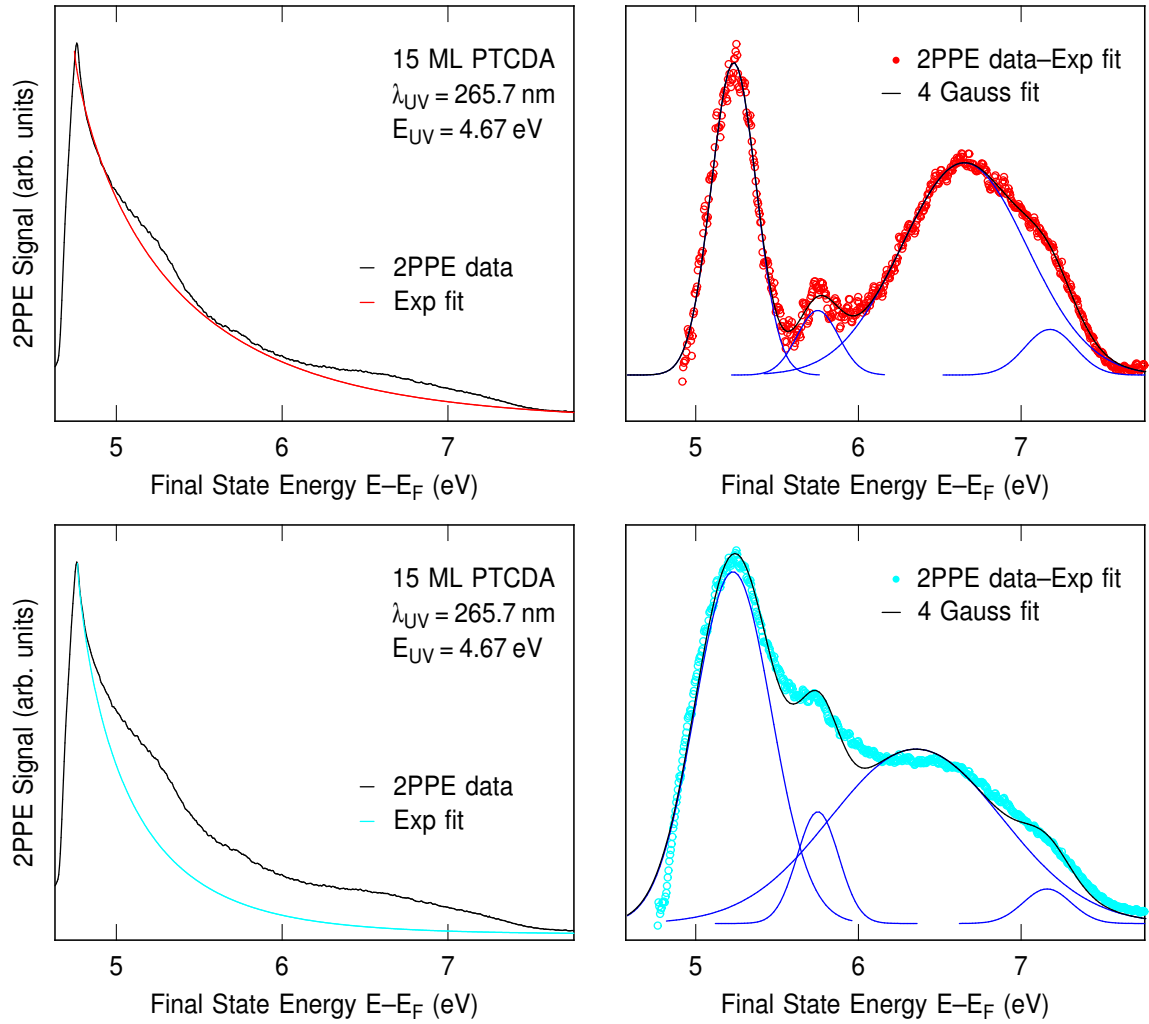 2PPE Signal (arb. units)
15 ML PTCDA
λUV = 265.7 nm
EUV = 4.67 eV
2PPE data
Exp fit
5 6 7
Final State Energy E–EF (eV)
2PPE data–Exp fit
4 Gauss fit
5 6 7
Final State Energy E–EF (eV)
2PPE Signal (arb. units)
15 ML PTCDA
λUV = 265.7 nm
EUV = 4.67 eV
2PPE data
Exp fit
5 6 7
Final State Energy E–EF (eV)
2PPE data–Exp fit
4 Gauss fit
5 6 7
Final State Energy E–EF (eV)